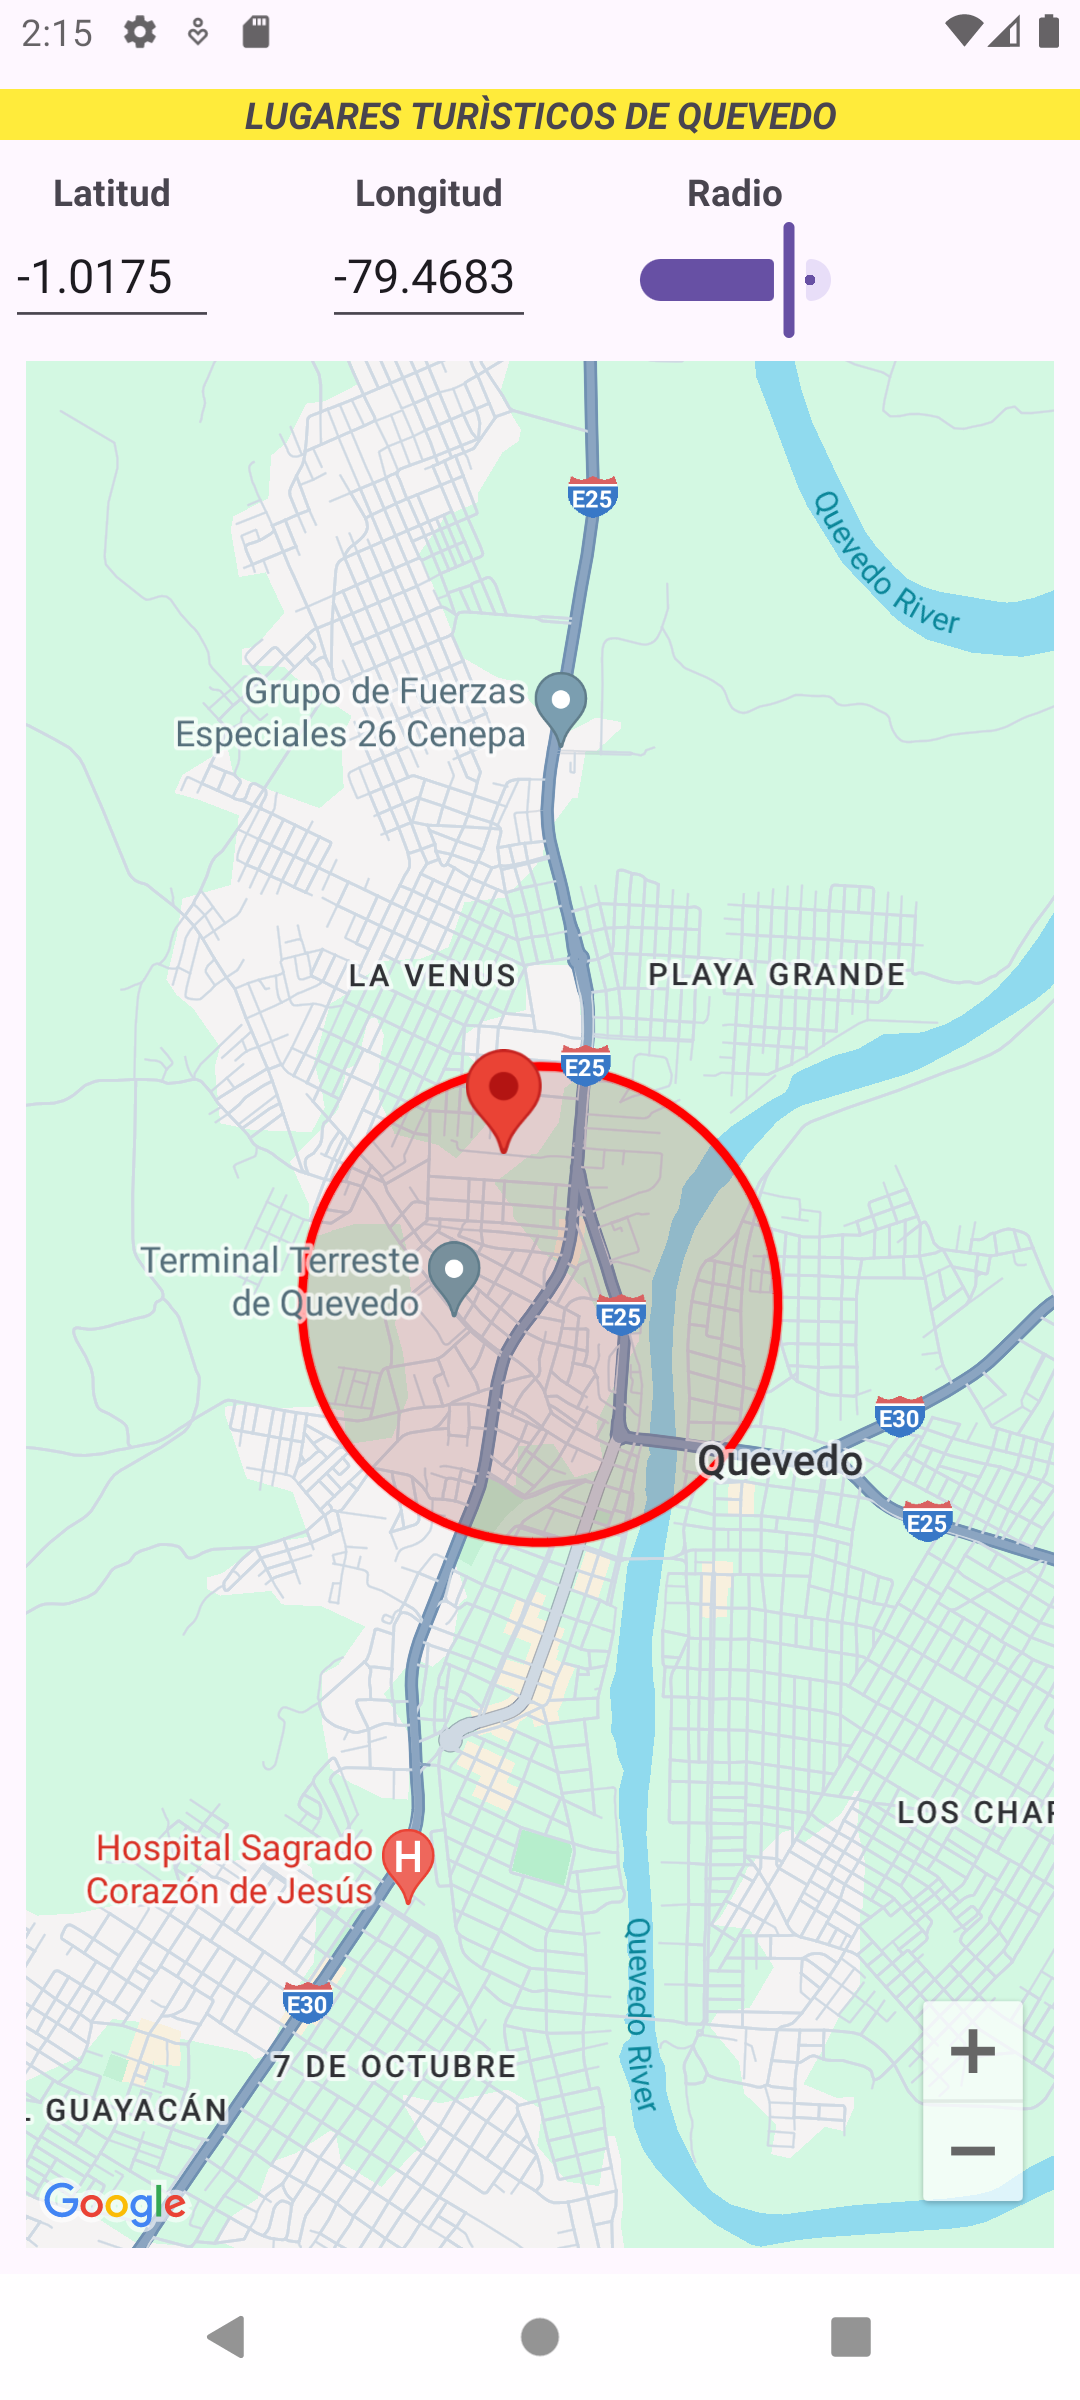 2:15
LUGARES TURÌSTICOS DE QUEVEDO
Latitud
Longitud
Radio
-1.0175
-79.4683
E25
Quevedo River
Grupo de Fuerzas
Especiales 26 Cenepa
LA VENUS
PLAYA GRANDE
E25
Terminal Terreste
de Quevedo
E25
E30
Quevedo
E25
LOS CHAP
Hospital Sagrado
Corazón de Jesús
H
Quevedo River
E30
7 DE OCTUBRE
GUAYACÁN
+
−
Google